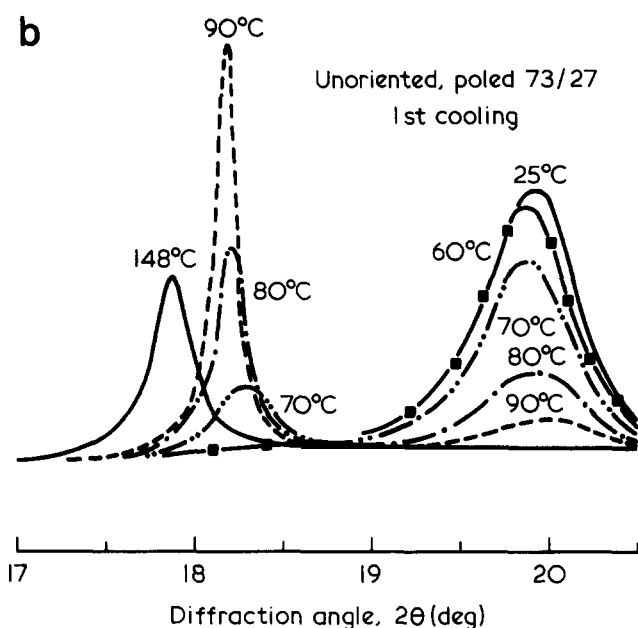 b
90°C
Unoriented, poled 73/27
1st cooling
25°C
148°C
60°C
80°C
70°C
70°C
80°C
90°C
17 18 19 20
Diffraction angle, 2θ (deg)